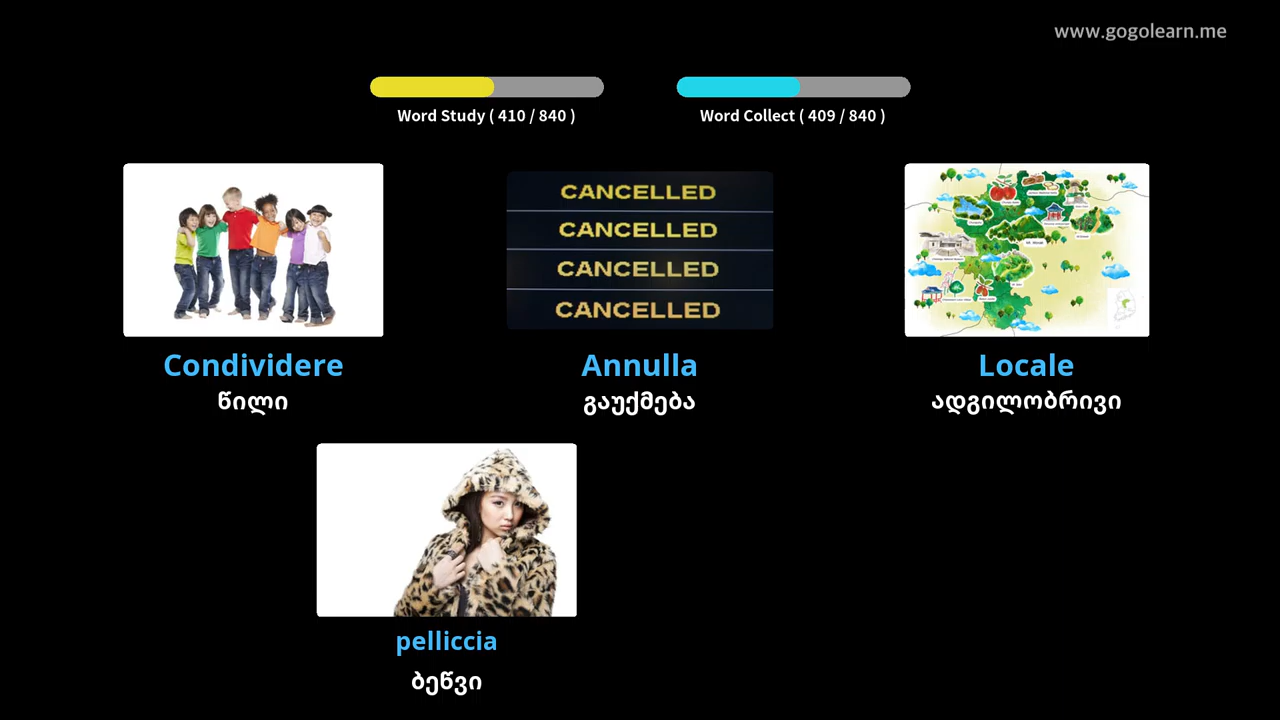 www.gogolearn.me
Word Study ( 410 / 840 )
Word Collect ( 409 / 840 )
CANCELLED
CANCELLED
CANCELLED
CANCELLED
Condividere
Annulla
Locale
წილი
გაუქმება
ადგილობრივი
pelliccia
ბეწვი